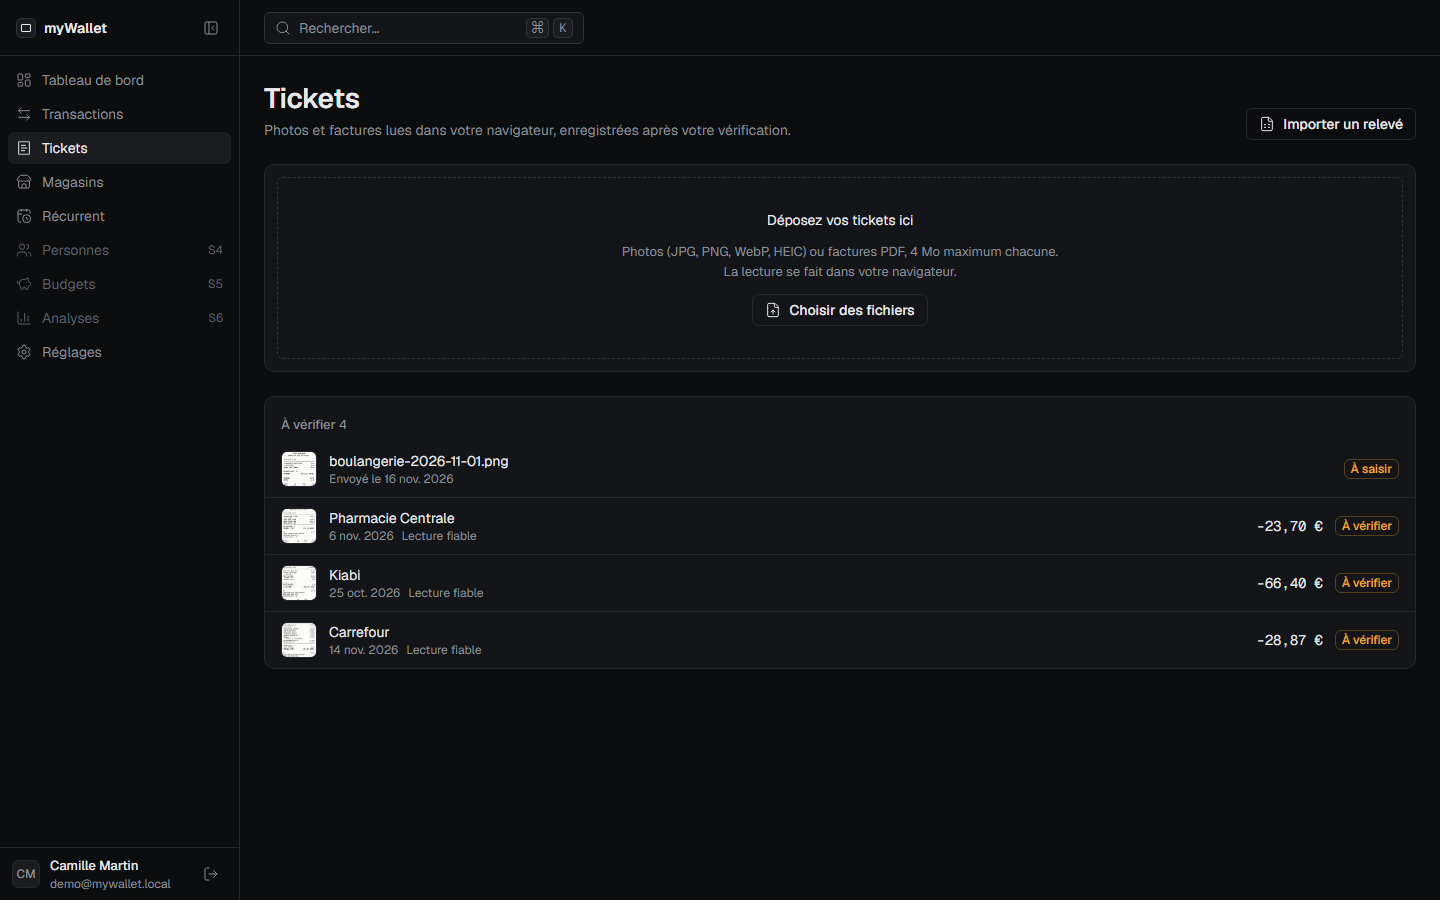 myWallet
Rechercher...
⌘ K
Tableau de bord
Transactions
Tickets
Magasins
Récurrent
Personnes S4
Budgets S5
Analyses S6
Réglages
Camille Martin
CM
demo@mywallet.local
Tickets
Photos et factures lues dans votre navigateur, enregistrées après votre vérification.
Importer un relevé
Déposez vos tickets ici
Photos (JPG, PNG, WebP, HEIC) ou factures PDF, 4 Mo maximum chacune.
La lecture se fait dans votre navigateur.
Choisir des fichiers
À vérifier 4
boulangerie-2026-11-01.png
Envoyé le 16 nov. 2026
À saisir
Pharmacie Centrale
6 nov. 2026 Lecture fiable
-23,70 € À vérifier
Kiabi
25 oct. 2026 Lecture fiable
-66,40 € À vérifier
Carrefour
14 nov. 2026 Lecture fiable
-28,87 € À vérifier